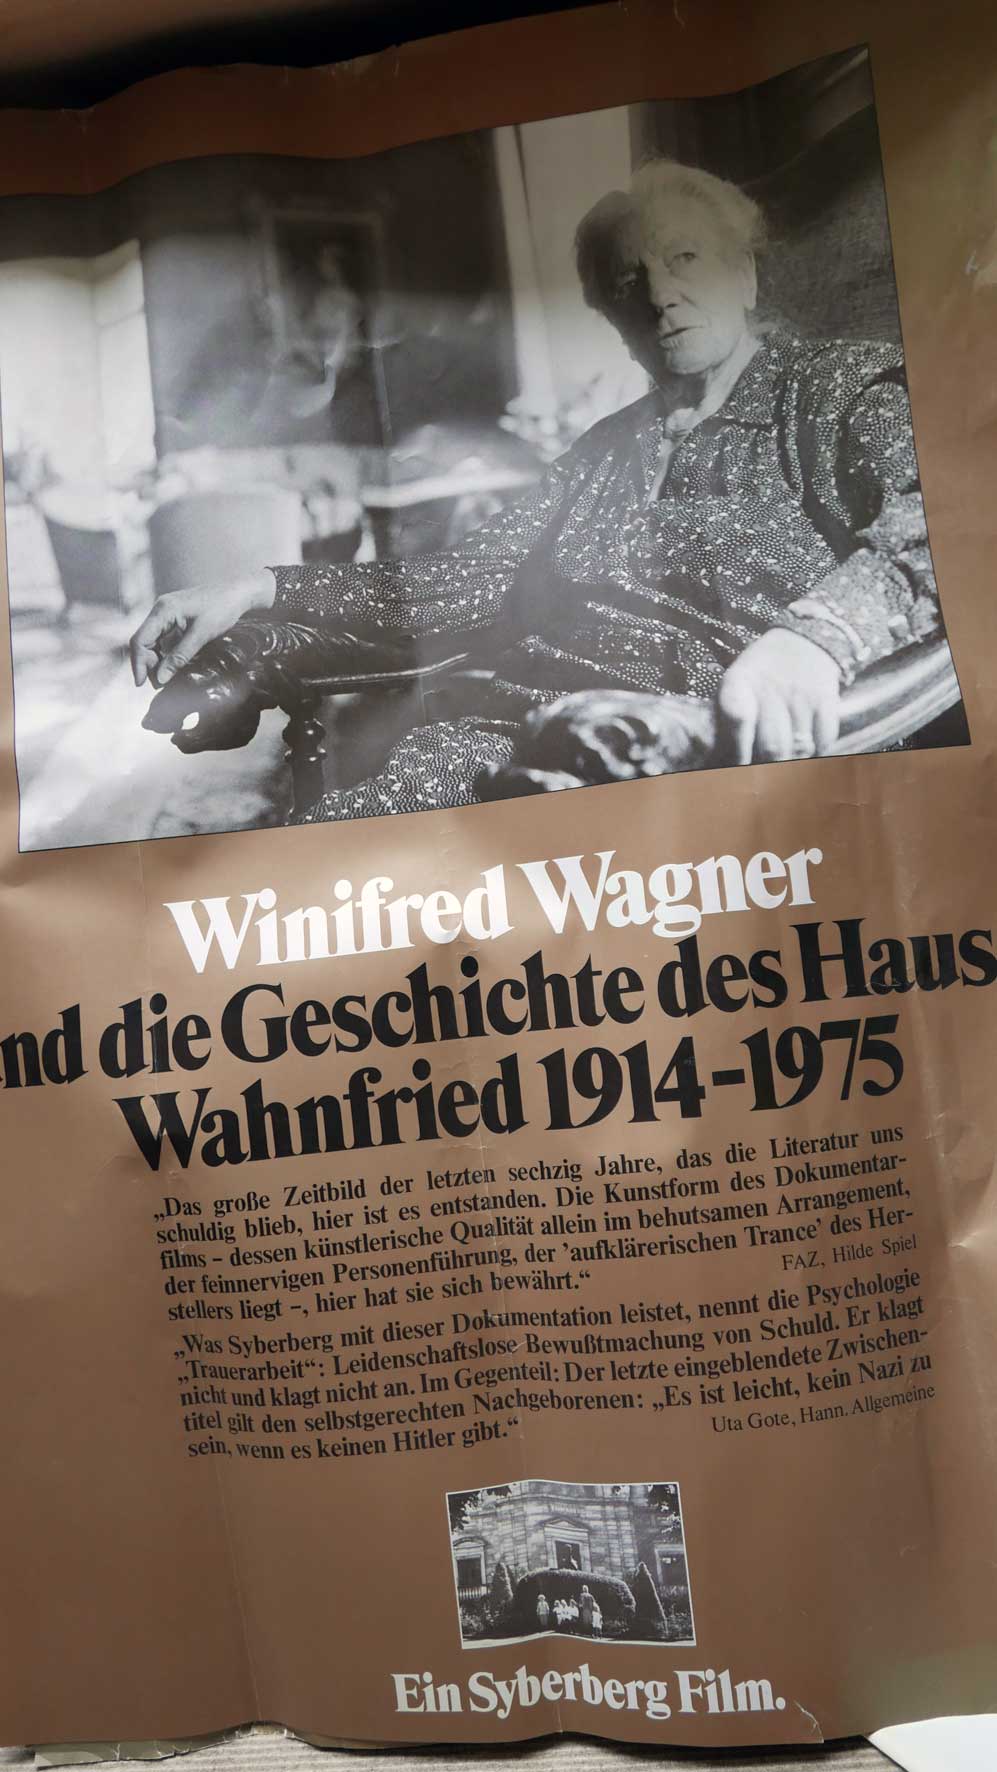 Winifred Wagner
nd die Geschichte des Haus
Wahnfried 1914-1975
„Das große Zeitbild der letzten sechzig Jahre, das die Literatur uns
schuldig blieb, hier ist es entstanden. Die Kunstform des Dokumentar-
films – dessen künstlerische Qualität allein im behutsamen Arrangement,
der feinnervigen Personenführung, der ’aufklärerischen Trance’ des Her-
stellers liegt –, hier hat sie sich bewährt.“
FAZ, Hilde Spiel
„Was Syberberg mit dieser Dokumentation leistet, nennt die Psychologie
„Trauerarbeit“: Leidenschaftslose Bewußtmachung von Schuld. Er klagt
nicht und klagt nicht an. Im Gegenteil: Der letzte eingeblendete Zwischen-
titel gilt den selbstgerechten Nachgeborenen: „Es ist leicht, kein Nazi zu
sein, wenn es keinen Hitler gibt.“
Uta Gote, Hann. Allgemeine
Ein Syberberg Film.